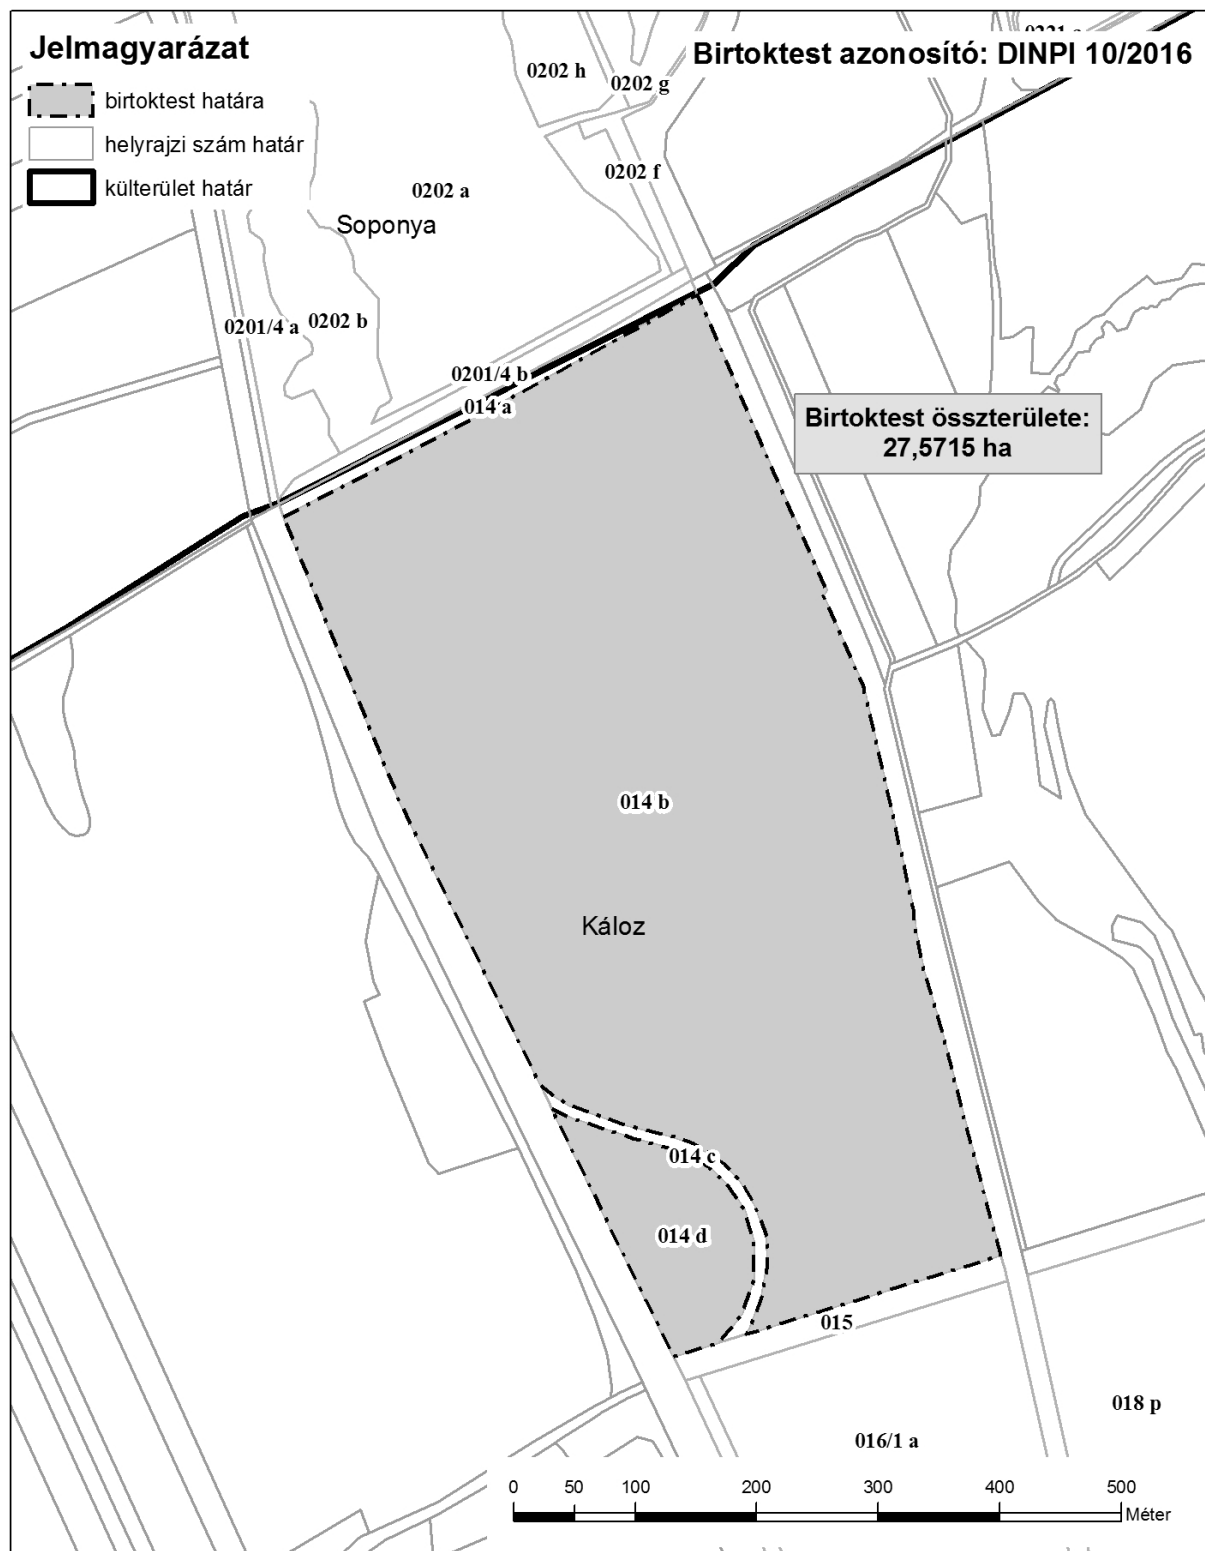 Jelmagyarázat
birtoktest határa
helyrajzi szám határ
külterület határ
Birtoktest azonosító: DINPI 10/2016
0202 h
0202 g
0202 f
0202 a
Soponya
0201/4 a
0202 b
0201/4 b
014 a
Birtoktest összterülete:
27,5715 ha
014 b
Káloz
014 c
014 d
015
018 p
016/1 a
0 50 100 200 300 400 500
Méter